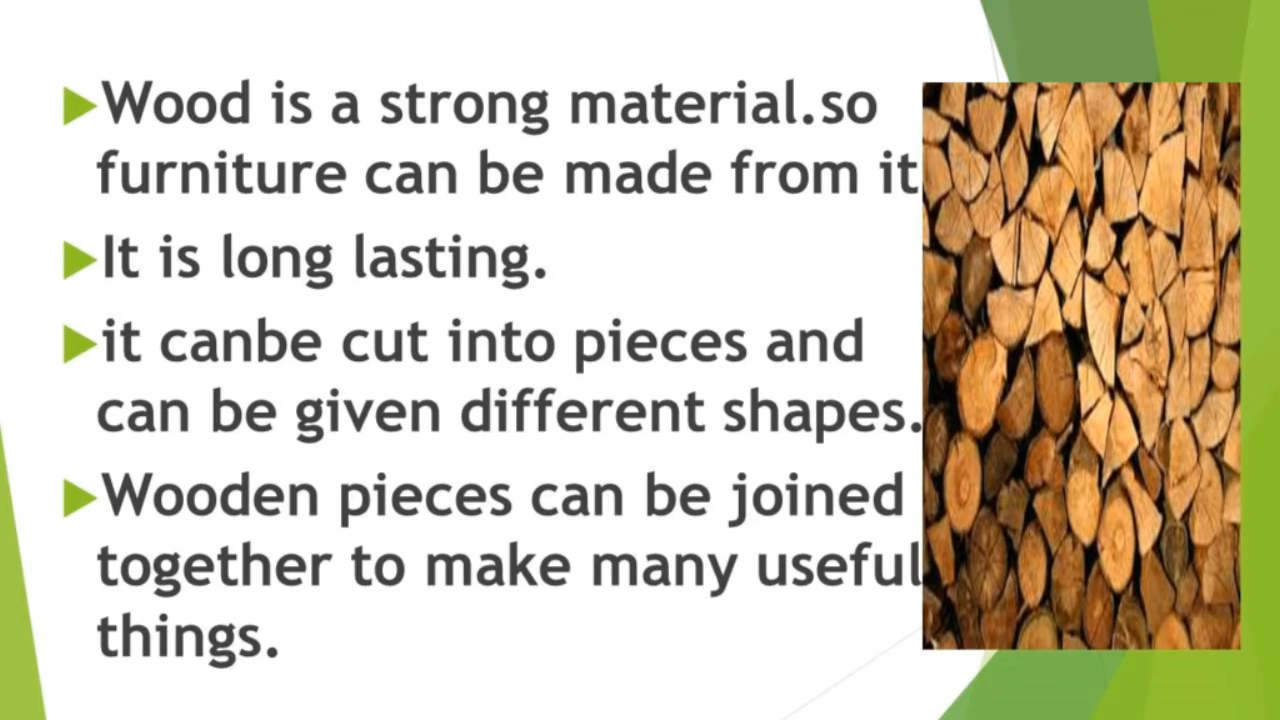 Wood is a strong material.so
furniture can be made from it
It is long lasting.
it canbe cut into pieces and
can be given different shapes.
Wooden pieces can be joined
together to make many useful
things.